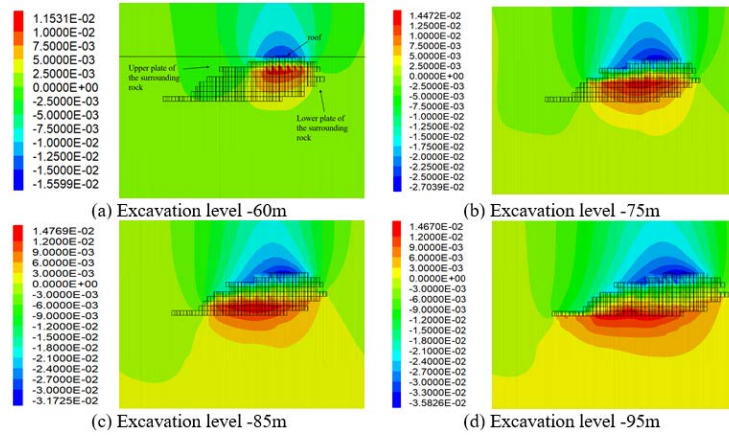 1.1531E-02
1.0000E-02
7.5000E-03
5.0000E-03
2.5000E-03
0.0000E+00
-2.5000E-03
-5.0000E-03
-7.5000E-03
-1.0000E-02
-1.2500E-02
-1.5000E-02
-1.5599E-02
roof
Upper plate of
the surrounding
rock
Lower plate of
the surrounding
rock
(a) Excavation level -60m
1.4472E-02
1.2500E-02
1.0000E-02
7.5000E-03
5.0000E-03
2.5000E-03
0.0000E+00
-2.5000E-03
-5.0000E-03
-7.5000E-03
-1.0000E-02
-1.2500E-02
-1.5000E-02
-1.7500E-02
-2.0000E-02
-2.2500E-02
-2.5000E-02
-2.7039E-02
(b) Excavation level -75m
1.4769E-02
1.2000E-02
9.0000E-03
6.0000E-03
3.0000E-03
0.0000E+00
-3.0000E-03
-6.0000E-03
-9.0000E-03
-1.2000E-02
-1.5000E-02
-1.8000E-02
-2.1000E-02
-2.4000E-02
-2.7000E-02
-3.0000E-02
-3.1725E-02
(c) Excavation level -85m
1.4670E-02
1.2000E-02
9.0000E-03
6.0000E-03
3.0000E-03
0.0000E+00
-3.0000E-03
-6.0000E-03
-9.0000E-03
-1.2000E-02
-1.5000E-02
-1.8000E-02
-2.1000E-02
-2.4000E-02
-2.7000E-02
-3.0000E-02
-3.3000E-02
-3.5826E-02
(d) Excavation level -95m